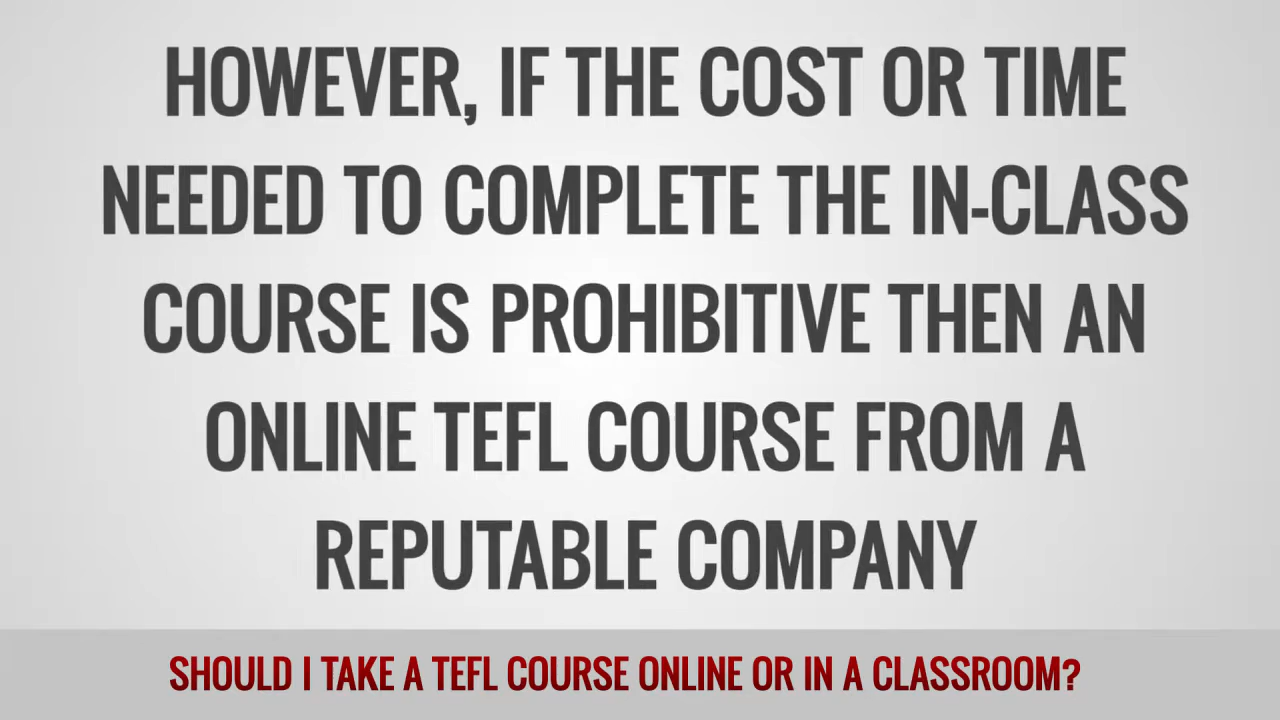 HOWEVER, IF THE COST OR TIME
NEEDED TO COMPLETE THE IN-CLASS
COURSE IS PROHIBITIVE THEN AN
ONLINE TEFL COURSE FROM A
REPUTABLE COMPANY
SHOULD I TAKE A TEFL COURSE ONLINE OR IN A CLASSROOM?